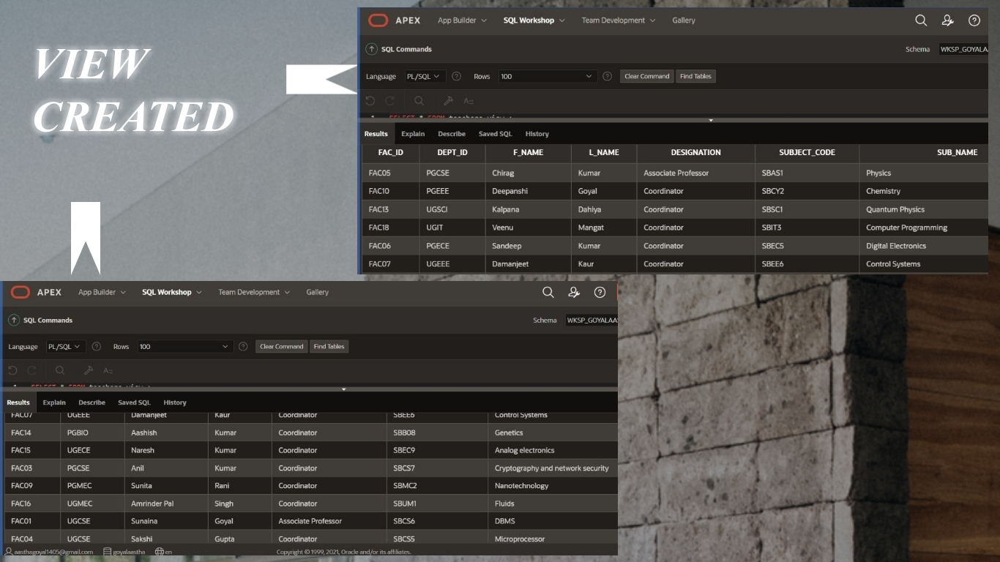 VIEW
CREATED
APEX App Builder SQL Workshop Team Development Gallery
SQL Commands Schema WKSP_GOYALA
Language PL/SQL Rows 100 Clear Command Find Tables
1 SELECT * FROM teachers_view ;
Results Explain Describe Saved SQL History
FAC_ID DEPT_ID F_NAME L_NAME DESIGNATION SUBJECT_CODE SUB_NAME
FAC05 PGCSE Chirag Kumar Associate Professor SBAS1 Physics
FAC10 PGEEE Deepanshi Goyal Coordinator SBCY2 Chemistry
FAC13 UGSCI Kalpana Dahiya Coordinator SBSC1 Quantum Physics
FAC18 UGIT Veenu Mangat Coordinator SBIT3 Computer Programming
FAC06 PGECE Sandeep Kumar Coordinator SBEC5 Digital Electronics
FAC07 UGEEE Damanjeet Kaur Coordinator SBEE6 Control Systems
APEX App Builder SQL Workshop Team Development Gallery
SQL Commands Schema WKSP_GOYALAA
Language PL/SQL Rows 100 Clear Command Find Tables
1 SELECT * FROM teachers_view ;
Results Explain Describe Saved SQL History
FAC07 UGEEE Damanjeet Kaur Coordinator SBEE6 Control Systems
FAC14 PGBIO Aashish Kumar Coordinator SBB08 Genetics
FAC15 UGECE Naresh Kumar Coordinator SBEC9 Analog electronics
FAC03 PGCSE Anil Kumar Coordinator SBCS7 Cryptography and network security
FAC09 PGMEC Sunita Rani Coordinator SBMC2 Nanotechnology
FAC16 UGMEC Amrinder Pal Singh Coordinator SBUM1 Fluids
FAC01 UGCSE Sunaina Goyal Associate Professor SBCS6 DBMS
FAC04 UGCSE Sakshi Gupta Coordinator SBCS5 Microprocessor
aasthagoyal1405@gmail.com goyalaastha en Copyright © 1999, 2021, Oracle and/or its affiliates.